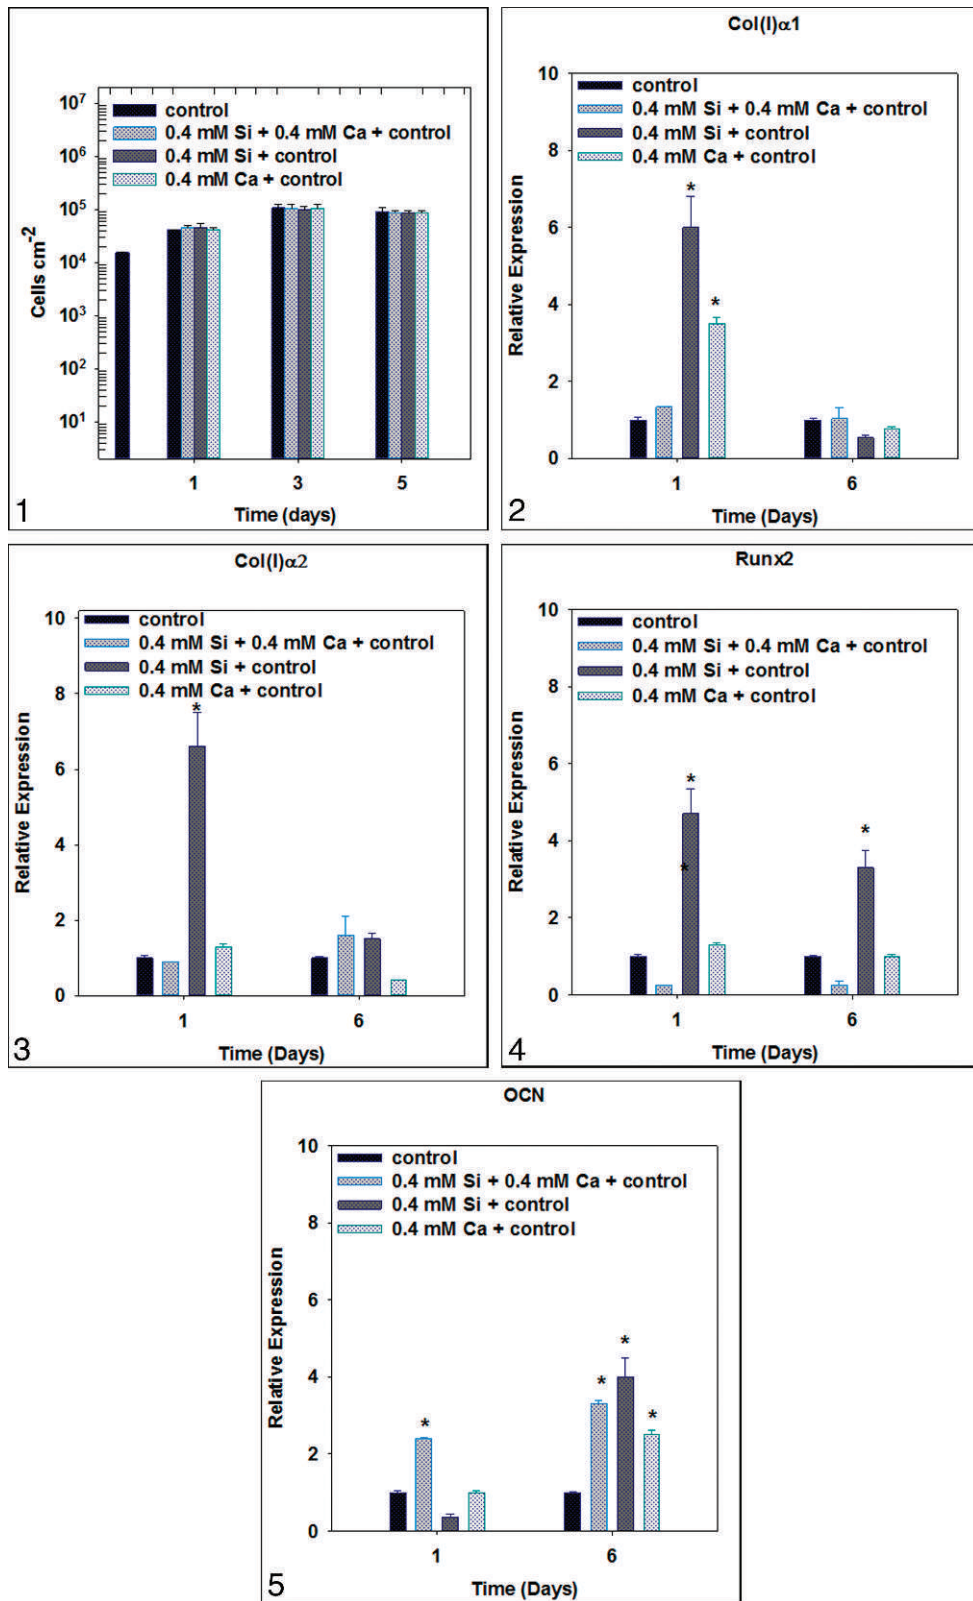 control
0.4 mM Si + 0.4 mM Ca + control
0.4 mM Si + control
0.4 mM Ca + control
10⁷
10⁶
10⁵
10⁴
10³
10²
10¹
Cells cm⁻²
1 3 5
Time (days)
1
Col(I)α1
control
0.4 mM Si + 0.4 mM Ca + control
0.4 mM Si + control
0.4 mM Ca + control
10
8
6
4
2
0
Relative Expression
* *
1 6
Time (Days)
2
Col(I)α2
control
0.4 mM Si + 0.4 mM Ca + control
0.4 mM Si + control
0.4 mM Ca + control
10
8
6
4
2
0
Relative Expression
*
1 6
Time (Days)
3
Runx2
control
0.4 mM Si + 0.4 mM Ca + control
0.4 mM Si + control
0.4 mM Ca + control
10
8
6
4
2
0
Relative Expression
* * *
1 6
Time (Days)
4
OCN
control
0.4 mM Si + 0.4 mM Ca + control
0.4 mM Si + control
0.4 mM Ca + control
10
8
6
4
2
0
Relative Expression
* * * *
1 6
Time (Days)
5